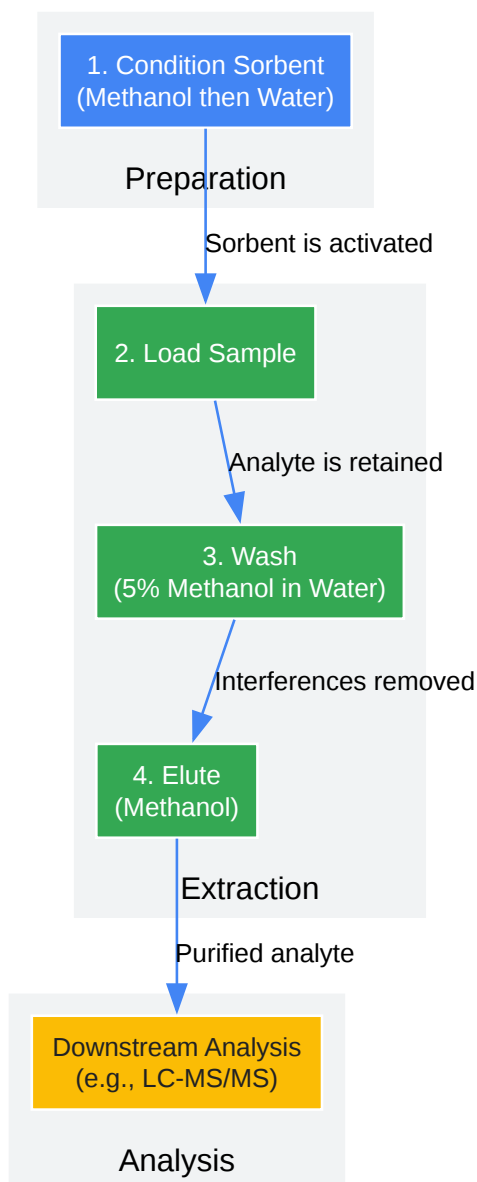 1. Condition Sorbent
(Methanol then Water)
Preparation
Sorbent is activated
2. Load Sample
Analyte is retained
3. Wash
(5% Methanol in Water)
Interferences removed
4. Elute
(Methanol)
Extraction
Purified analyte
Downstream Analysis
(e.g., LC-MS/MS)
Analysis